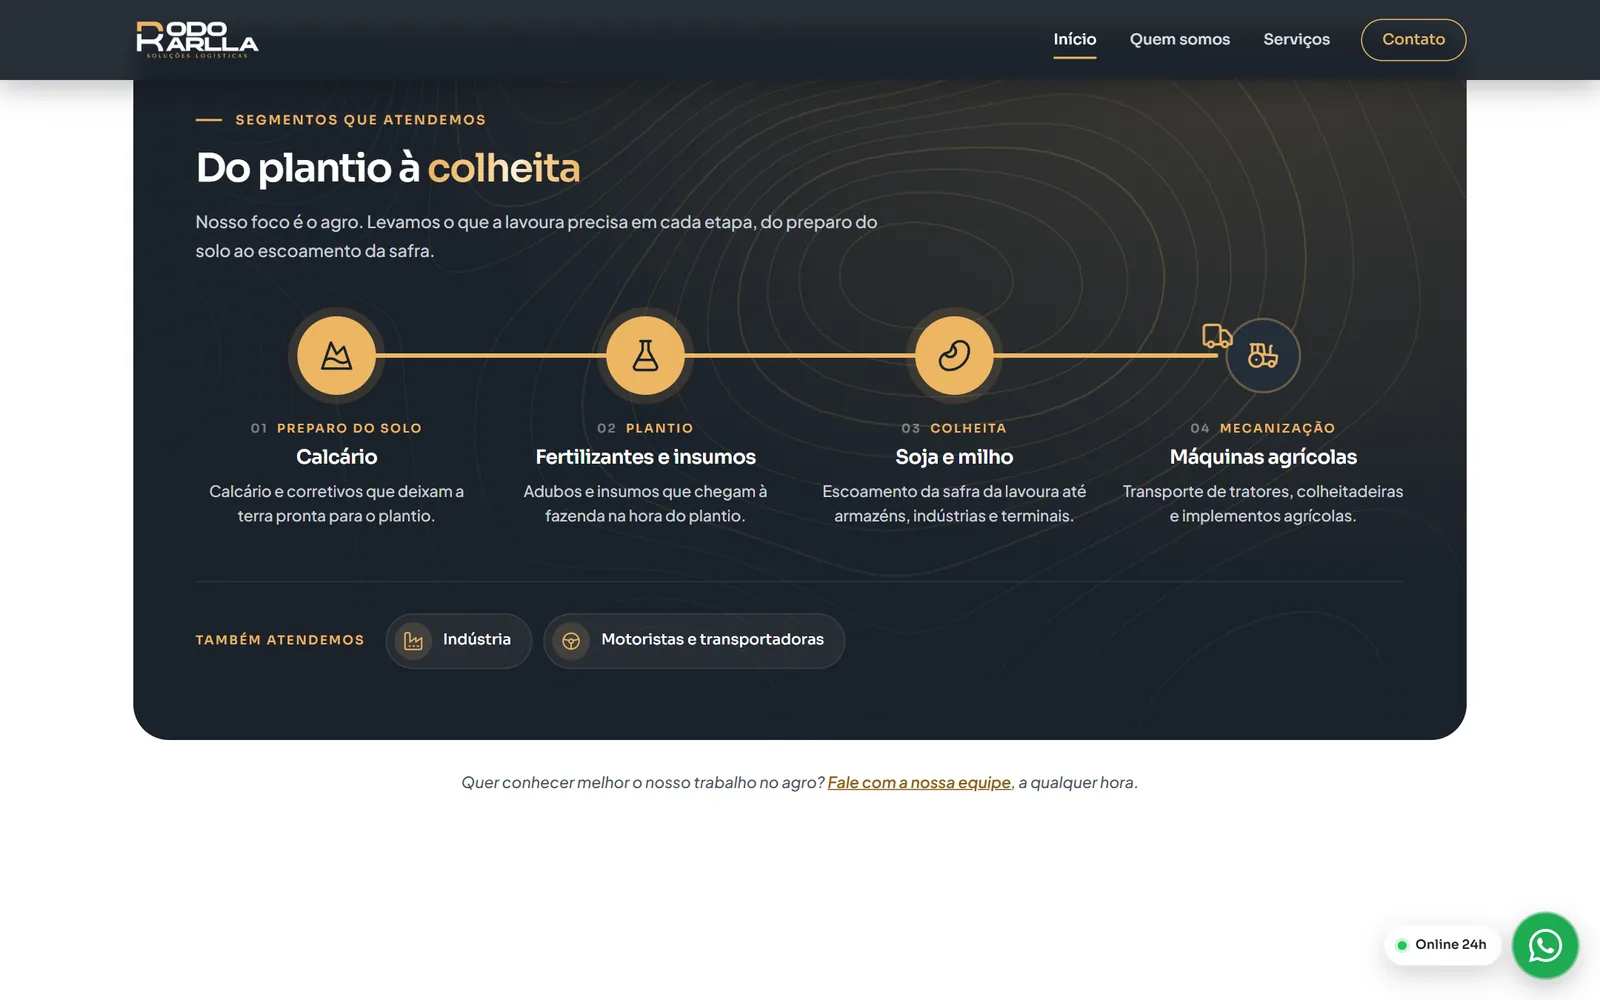 RODO
KARLLA
SOLUÇÕES LOGÍSTICAS
Início
Quem somos
Serviços
Contato
SEGMENTOS QUE ATENDEMOS
Do plantio à colheita
Nosso foco é o agro. Levamos o que a lavoura precisa em cada etapa, do preparo do
solo ao escoamento da safra.
01 PREPARO DO SOLO
Calcário
Calcário e corretivos que deixam a
terra pronta para o plantio.
02 PLANTIO
Fertilizantes e insumos
Adubos e insumos que chegam à
fazenda na hora do plantio.
03 COLHEITA
Soja e milho
Escoamento da safra da lavoura até
armazéns, indústrias e terminais.
04 MECANIZAÇÃO
Máquinas agrícolas
Transporte de tratores, colheitadeiras
e implementos agrícolas.
TAMBÉM ATENDEMOS
Indústria
Motoristas e transportadoras
Quer conhecer melhor o nosso trabalho no agro? Fale com a nossa equipe, a qualquer hora.
Online 24h